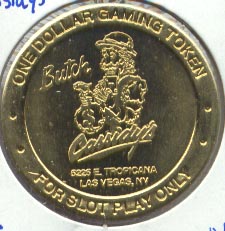 ONE DOLLAR GAMING TOKEN
Butch
Cassidy's
5225 E. TROPICANA
LAS VEGAS, NV
FOR SLOT PLAY ONLY